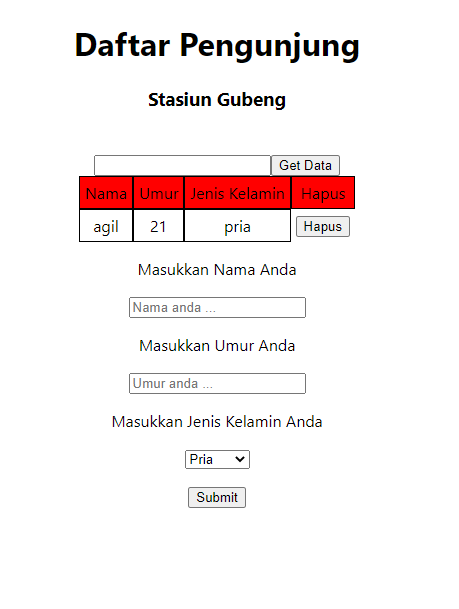 Daftar Pengunjung
Stasiun Gubeng
Get Data
Nama Umur Jenis Kelamin Hapus
agil 21 pria Hapus
Masukkan Nama Anda
Nama anda ...
Masukkan Umur Anda
Umur anda ...
Masukkan Jenis Kelamin Anda
Pria
Submit